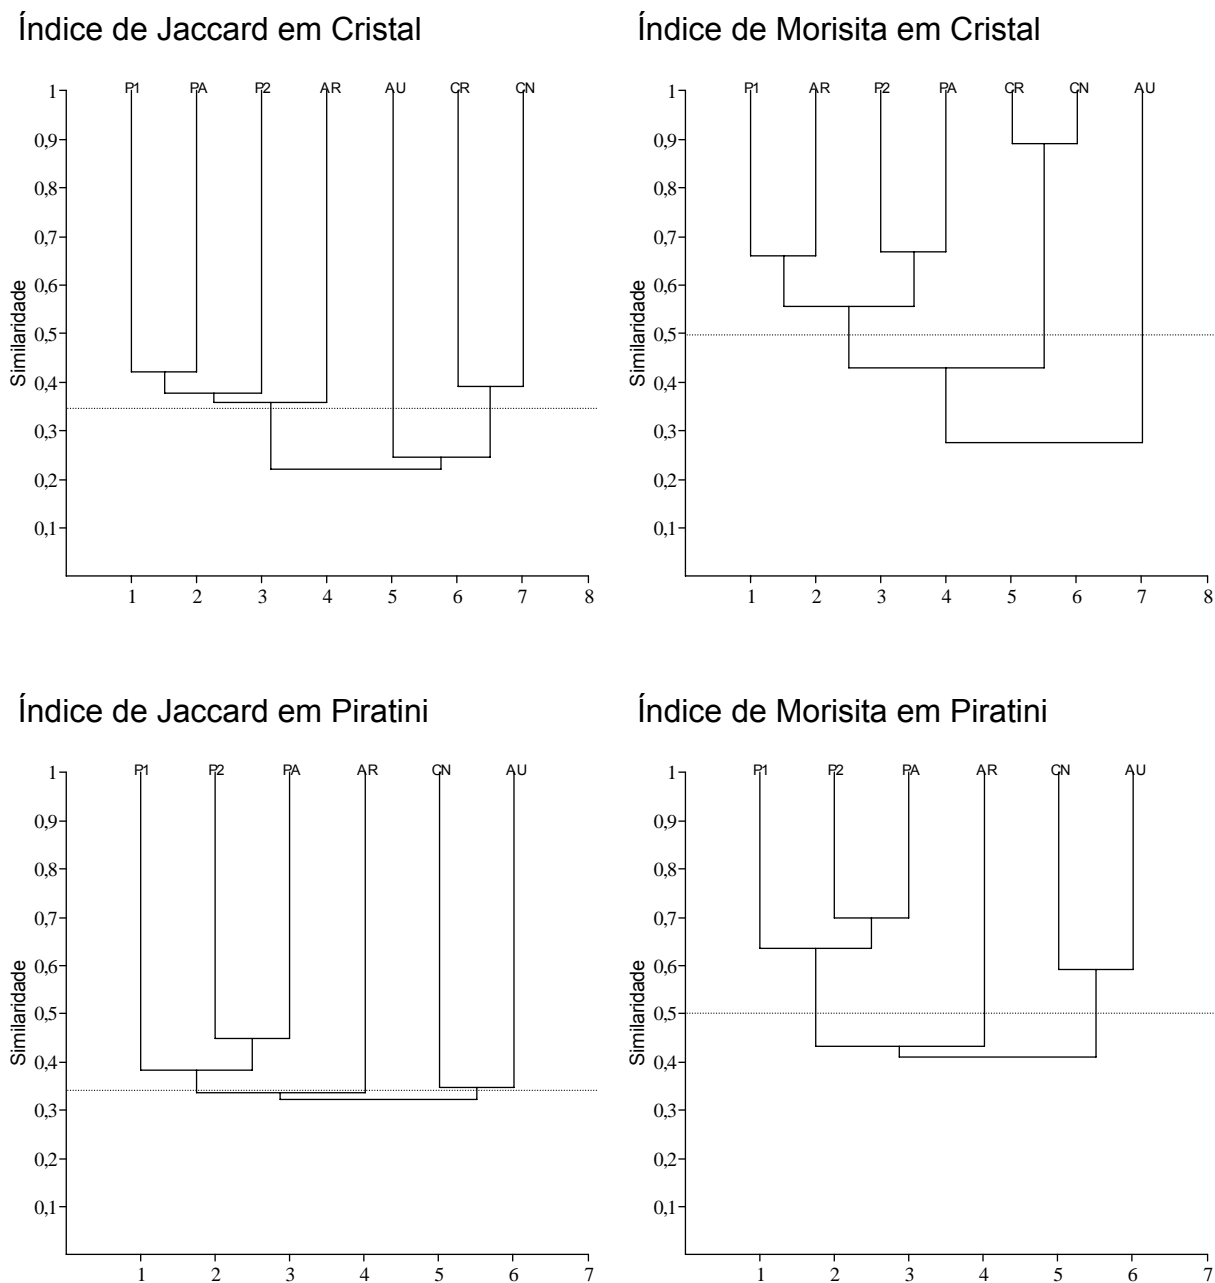 Índice de Jaccard em Cristal
P1 PA P2 AR AU CR CN
1
0,9
0,8
0,7
0,6
0,5
0,4
0,3
0,2
0,1
Similaridade
1 2 3 4 5 6 7 8
Índice de Morisita em Cristal
P1 AR P2 PA CR CN AU
1
0,9
0,8
0,7
0,6
0,5
0,4
0,3
0,2
0,1
Similaridade
1 2 3 4 5 6 7 8
Índice de Jaccard em Piratini
P1 P2 PA AR CN AU
1
0,9
0,8
0,7
0,6
0,5
0,4
0,3
0,2
0,1
Similaridade
1 2 3 4 5 6 7
Índice de Morisita em Piratini
P1 P2 PA AR CN AU
1
0,9
0,8
0,7
0,6
0,5
0,4
0,3
0,2
0,1
Similaridade
1 2 3 4 5 6 7